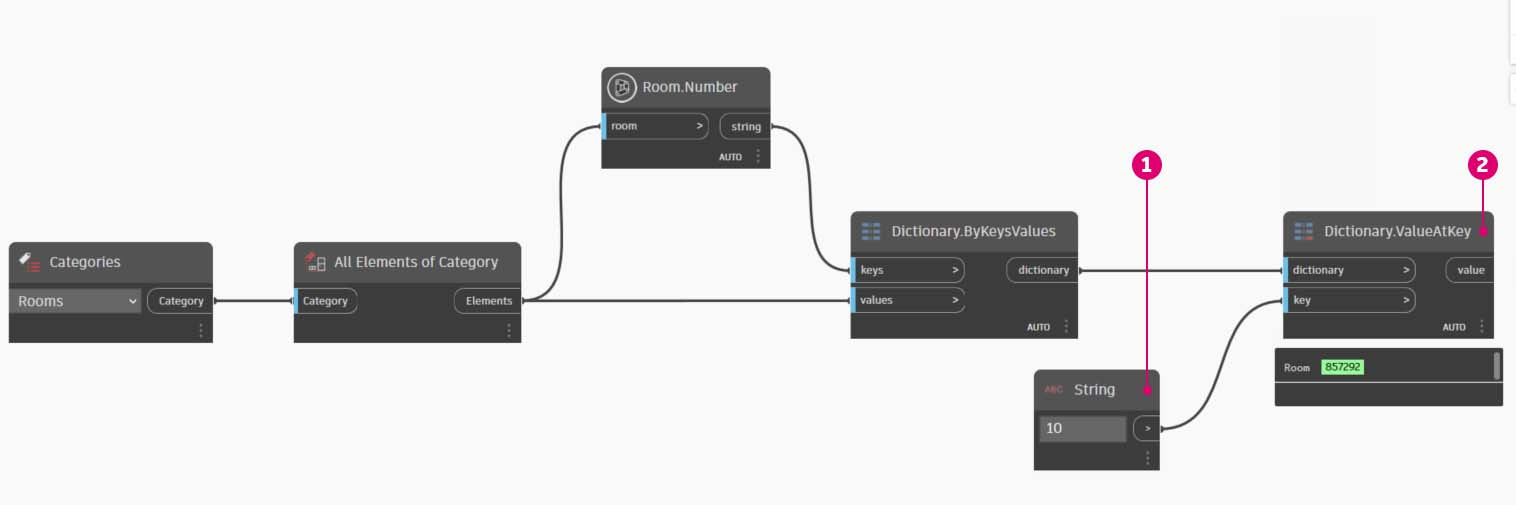 Categories
Rooms
Category
All Elements of Category
Category
Elements
Room.Number
room >
string
AUTO
Dictionary.ByKeysValues
keys >
dictionary
values >
AUTO
1
ABC String
10
>
2
Dictionary.ValueAtKey
dictionary >
value
key >
AUTO
Room 857292